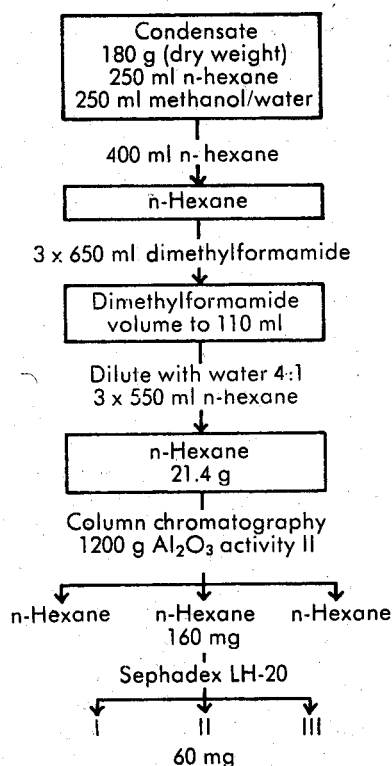 Condensate
180 g (dry weight)
250 ml n-hexane
250 ml methanol/water
400 ml n-hexane
n-Hexane
3 x 650 ml dimethylformamide
Dimethylformamide
volume to 110 ml
Dilute with water 4:1
3 x 550 ml n-hexane
n-Hexane
21.4 g
Column chromatography
1200 g Al₂O₃ activity II
n-Hexane n-Hexane n-Hexane
160 mg
Sephadex LH-20
I II III
60 mg